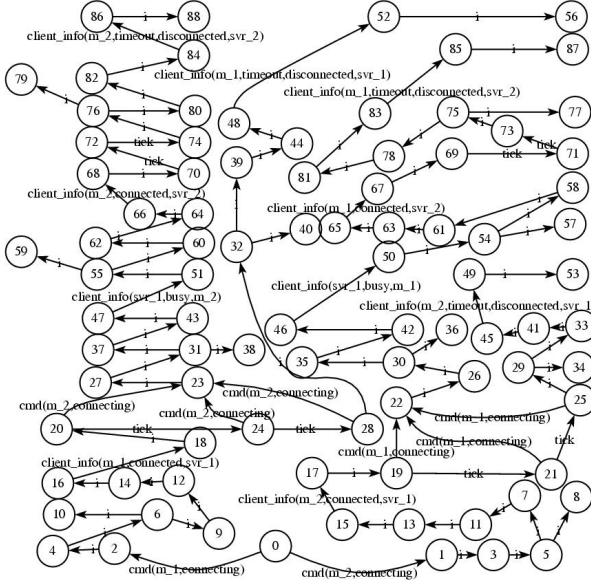 86 i 88 52 i 56
client_info(m_2,timeout,disconnected,svr_2)
84 85 i 87
79 82 i client_info(m_1,timeout,disconnected,svr_1)
client_info(m_1,timeout,disconnected,svr_2)
i 76 i 80 48 83 75 i 77
i i 44 i i 73 i
72 tick 74 39 i 81 i 78 tick 71
tick 69 tick
68 70 67 i
client_info(m_2,connected,svr_2)
i 58
66 i 64 client_info(m_1,connected,svr_2)
i 40 65 i 63 i 61 i 57
59 62 i 60 32 i 50 i 54 i
i 55 i 51 49 i 53
client_info(svr_1,busy,m_2) client_info(svr_1,busy,m_1)
i client_info(m_2,timeout,disconnected,svr_1)
47 i 43 46 i 42 36 i 41 i 33
37 i 31 i 38 35 i 30 i 45 i
i 29 i 34
27 i 23 26
cmd(m_2,connecting) i 25
cmd(m_2,connecting) 22 cmd(m_1,connecting)
20 tick 24 tick 28 cmd(m_1,connecting)
i 18 cmd(m_1,connecting) tick
client_info(m_1,connected,svr_1) 17 i 19 tick 21
16 i 14 i 12
client_info(m_2,connected,svr_1) 7 8
10 i 6 i 15 i 13 i 11 i i i
i 9
4 i 2 0 1 i 3 i 5
cmd(m_1,connecting) cmd(m_2,connecting)